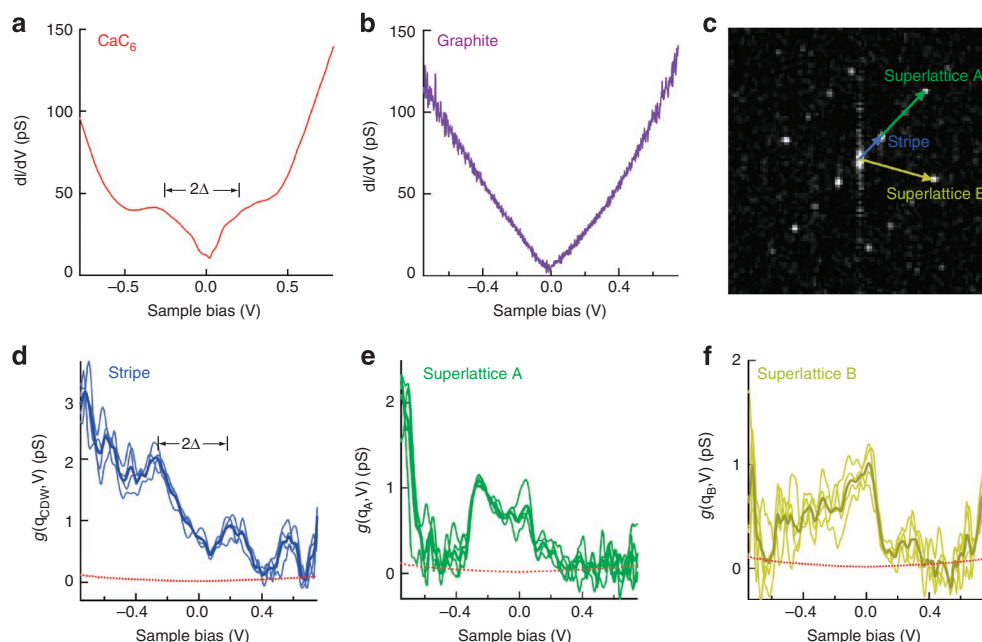 a
CaC6
150
100
50
0
dI/dV (pS)
2Δ
−0.5
0.0
0.5
Sample bias (V)
b
Graphite
150
100
50
0
dI/dV (pS)
−0.4
0.0
0.4
Sample bias (V)
c
Superlattice A
Stripe
Superlattice B
d
Stripe
3
2
1
0
g(qCDW, V) (pS)
2Δ
−0.4
0.0
0.4
Sample bias (V)
e
Superlattice A
2
1
0
g(qA, V) (pS)
−0.4
0.0
0.4
Sample bias (V)
f
Superlattice B
2
1
0
g(qB, V) (pS)
−0.4
0.0
0.4
Sample bias (V)